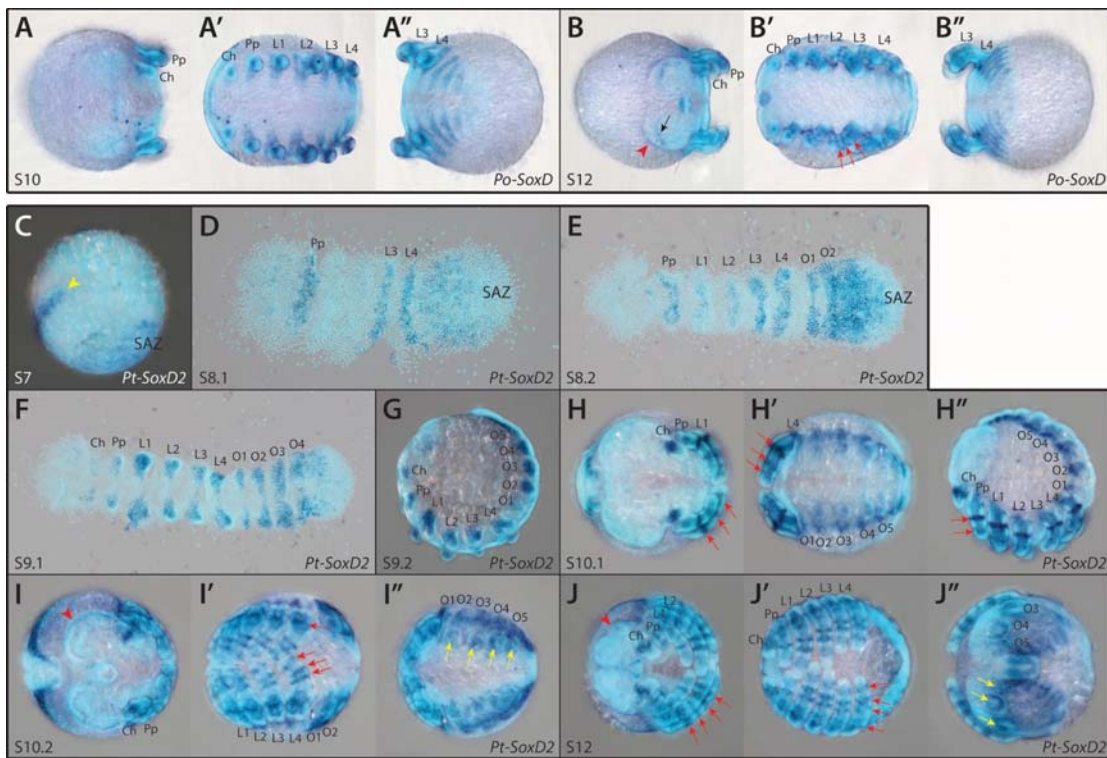 A A′ A″ B B′ B″
Ch Pp
Ch Pp L1 L2 L3 L4
L3 L4
Ch Pp
Ch Pp L1 L2 L3 L4
L3 L4
S10 Po-SoxD S12 Po-SoxD
C D E
Pp L3 L4
Pp L1 L2 L3 L4 O1 O2
SAZ SAZ SAZ
S7 Pt-SoxD2 S8.1 Pt-SoxD2 S8.2 Pt-SoxD2
F G H H′ H″
Ch Pp L1 L2 L3 L4 O1 O2 O3 O4
Ch Pp L1 L2 L3 L4 O1 O2 O3 O4 O5
Ch Pp L1
L4
O1 O2 O3 O4 O5
Ch Pp L1 L2 L3 L4 O1 O2 O3 O4 O5
S9.1 Pt-SoxD2 S9.2 S10.1 Pt-SoxD2
I I′ I″ J J′ J″
Ch Pp
L1 L2 L3 L4 O1 O2
O1 O2 O3 O4 O5
Ch Pp L1 L2
Ch Pp L1 L2 L3 L4
O3 O4 O5
S10.2 Pt-SoxD2 S12 Pt-SoxD2